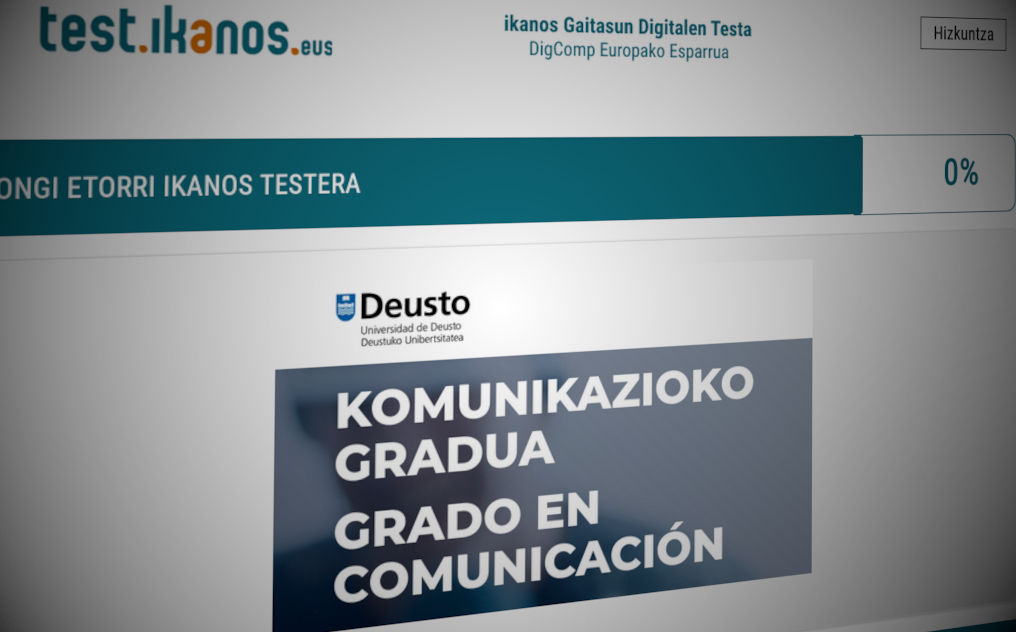 test.ikanos.eus
ikanos Gaitasun Digitalen Testa
DigComp Europako Esparrua
Hizkuntza
ONGI ETORRI IKANOS TESTERA
0%
Deusto
Universidad de Deusto
Deustuko Unibertsitatea
KOMUNIKAZIOKO
GRADUA
GRADO EN
COMUNICACIÓN